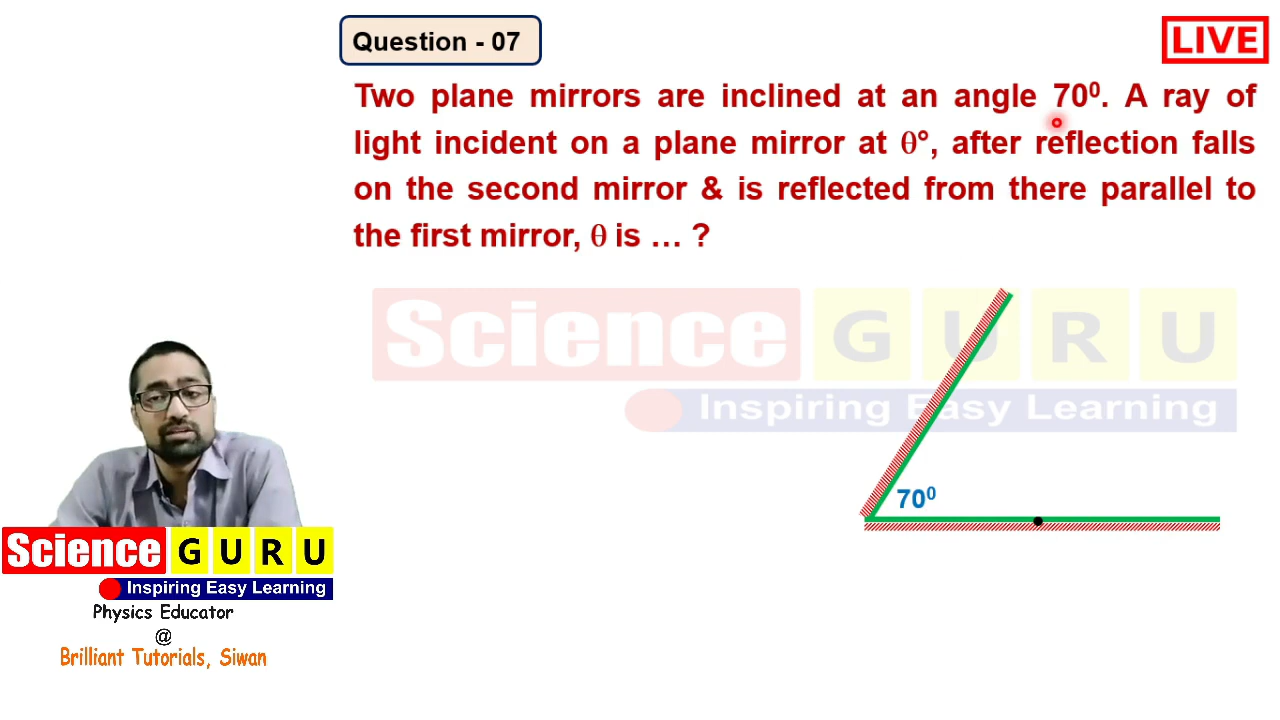 Question - 07
LIVE
Two plane mirrors are inclined at an angle 70⁰. A ray of
light incident on a plane mirror at θ°, after reflection falls
on the second mirror & is reflected from there parallel to
the first mirror, θ is … ?
Science GURU
Inspiring Easy Learning
70⁰
Science GURU
Inspiring Easy Learning
Physics Educator
@
Brilliant Tutorials, Siwan